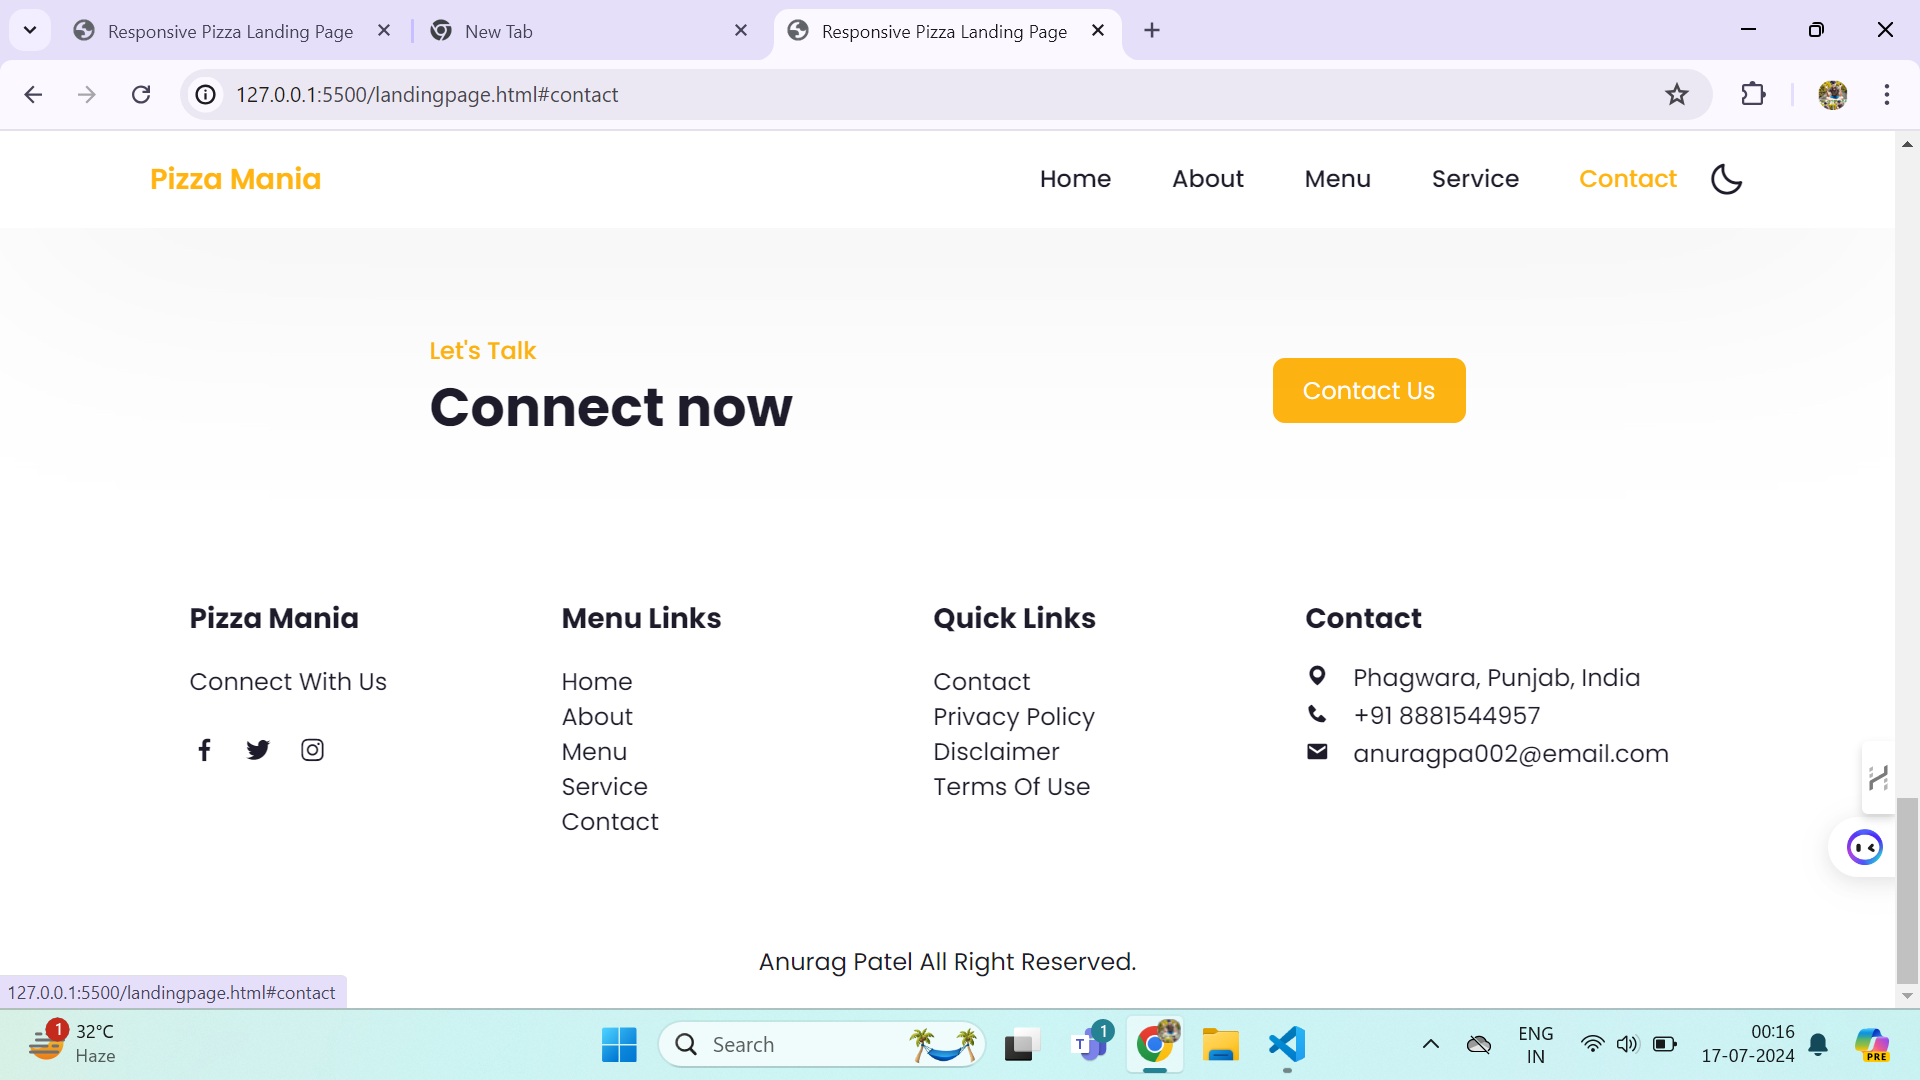 Responsive Pizza Landing Page
New Tab
Responsive Pizza Landing Page
127.0.0.1:5500/landingpage.html#contact
Pizza Mania
Home
About
Menu
Service
Contact
Let's Talk
Connect now
Contact Us
Pizza Mania
Connect With Us
Menu Links
Home
About
Menu
Service
Contact
Quick Links
Contact
Privacy Policy
Disclaimer
Terms Of Use
Contact
Phagwara, Punjab, India
+91 8881544957
anuragpa002@email.com
Anurag Patel All Right Reserved.
127.0.0.1:5500/landingpage.html#contact
1
32°C
Haze
Search
T
1
ENG
IN
00:16
17-07-2024
PRE